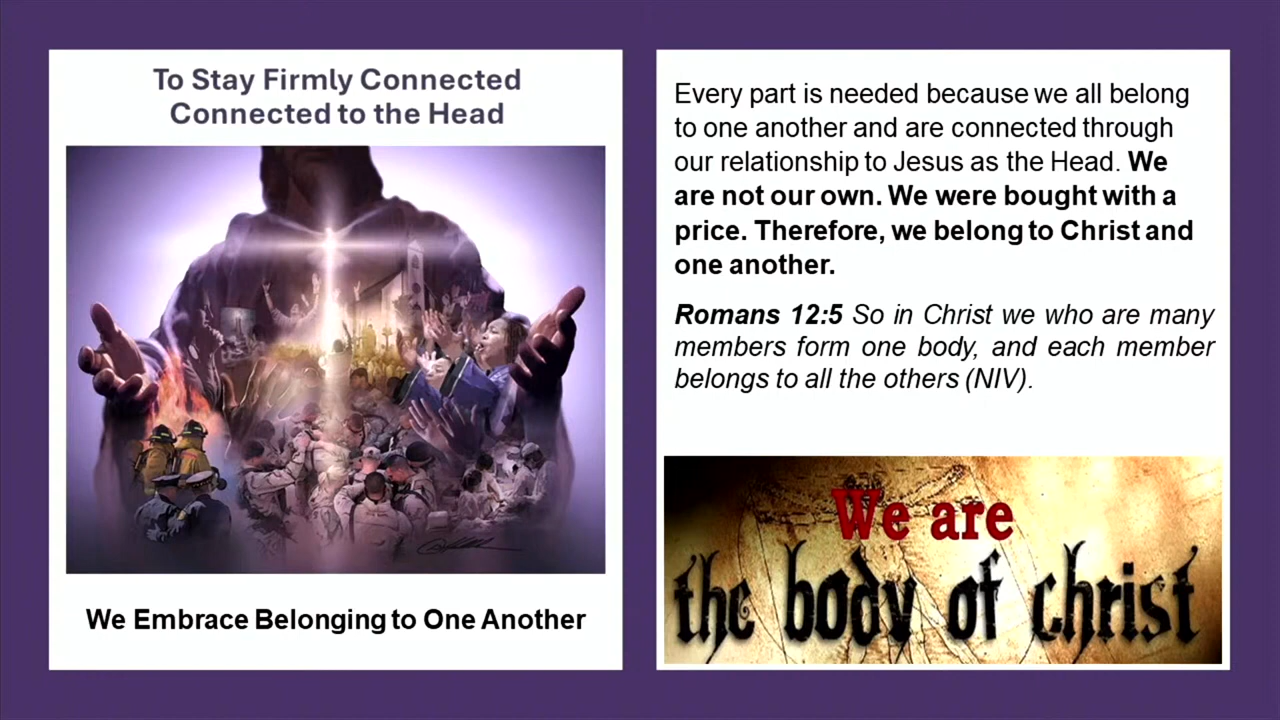 To Stay Firmly Connected
Connected to the Head
We Embrace Belonging to One Another
Every part is needed because we all belong
to one another and are connected through
our relationship to Jesus as the Head. We
are not our own. We were bought with a
price. Therefore, we belong to Christ and
one another.
Romans 12:5 So in Christ we who are many
members form one body, and each member
belongs to all the others (NIV).
We are
the body of christ